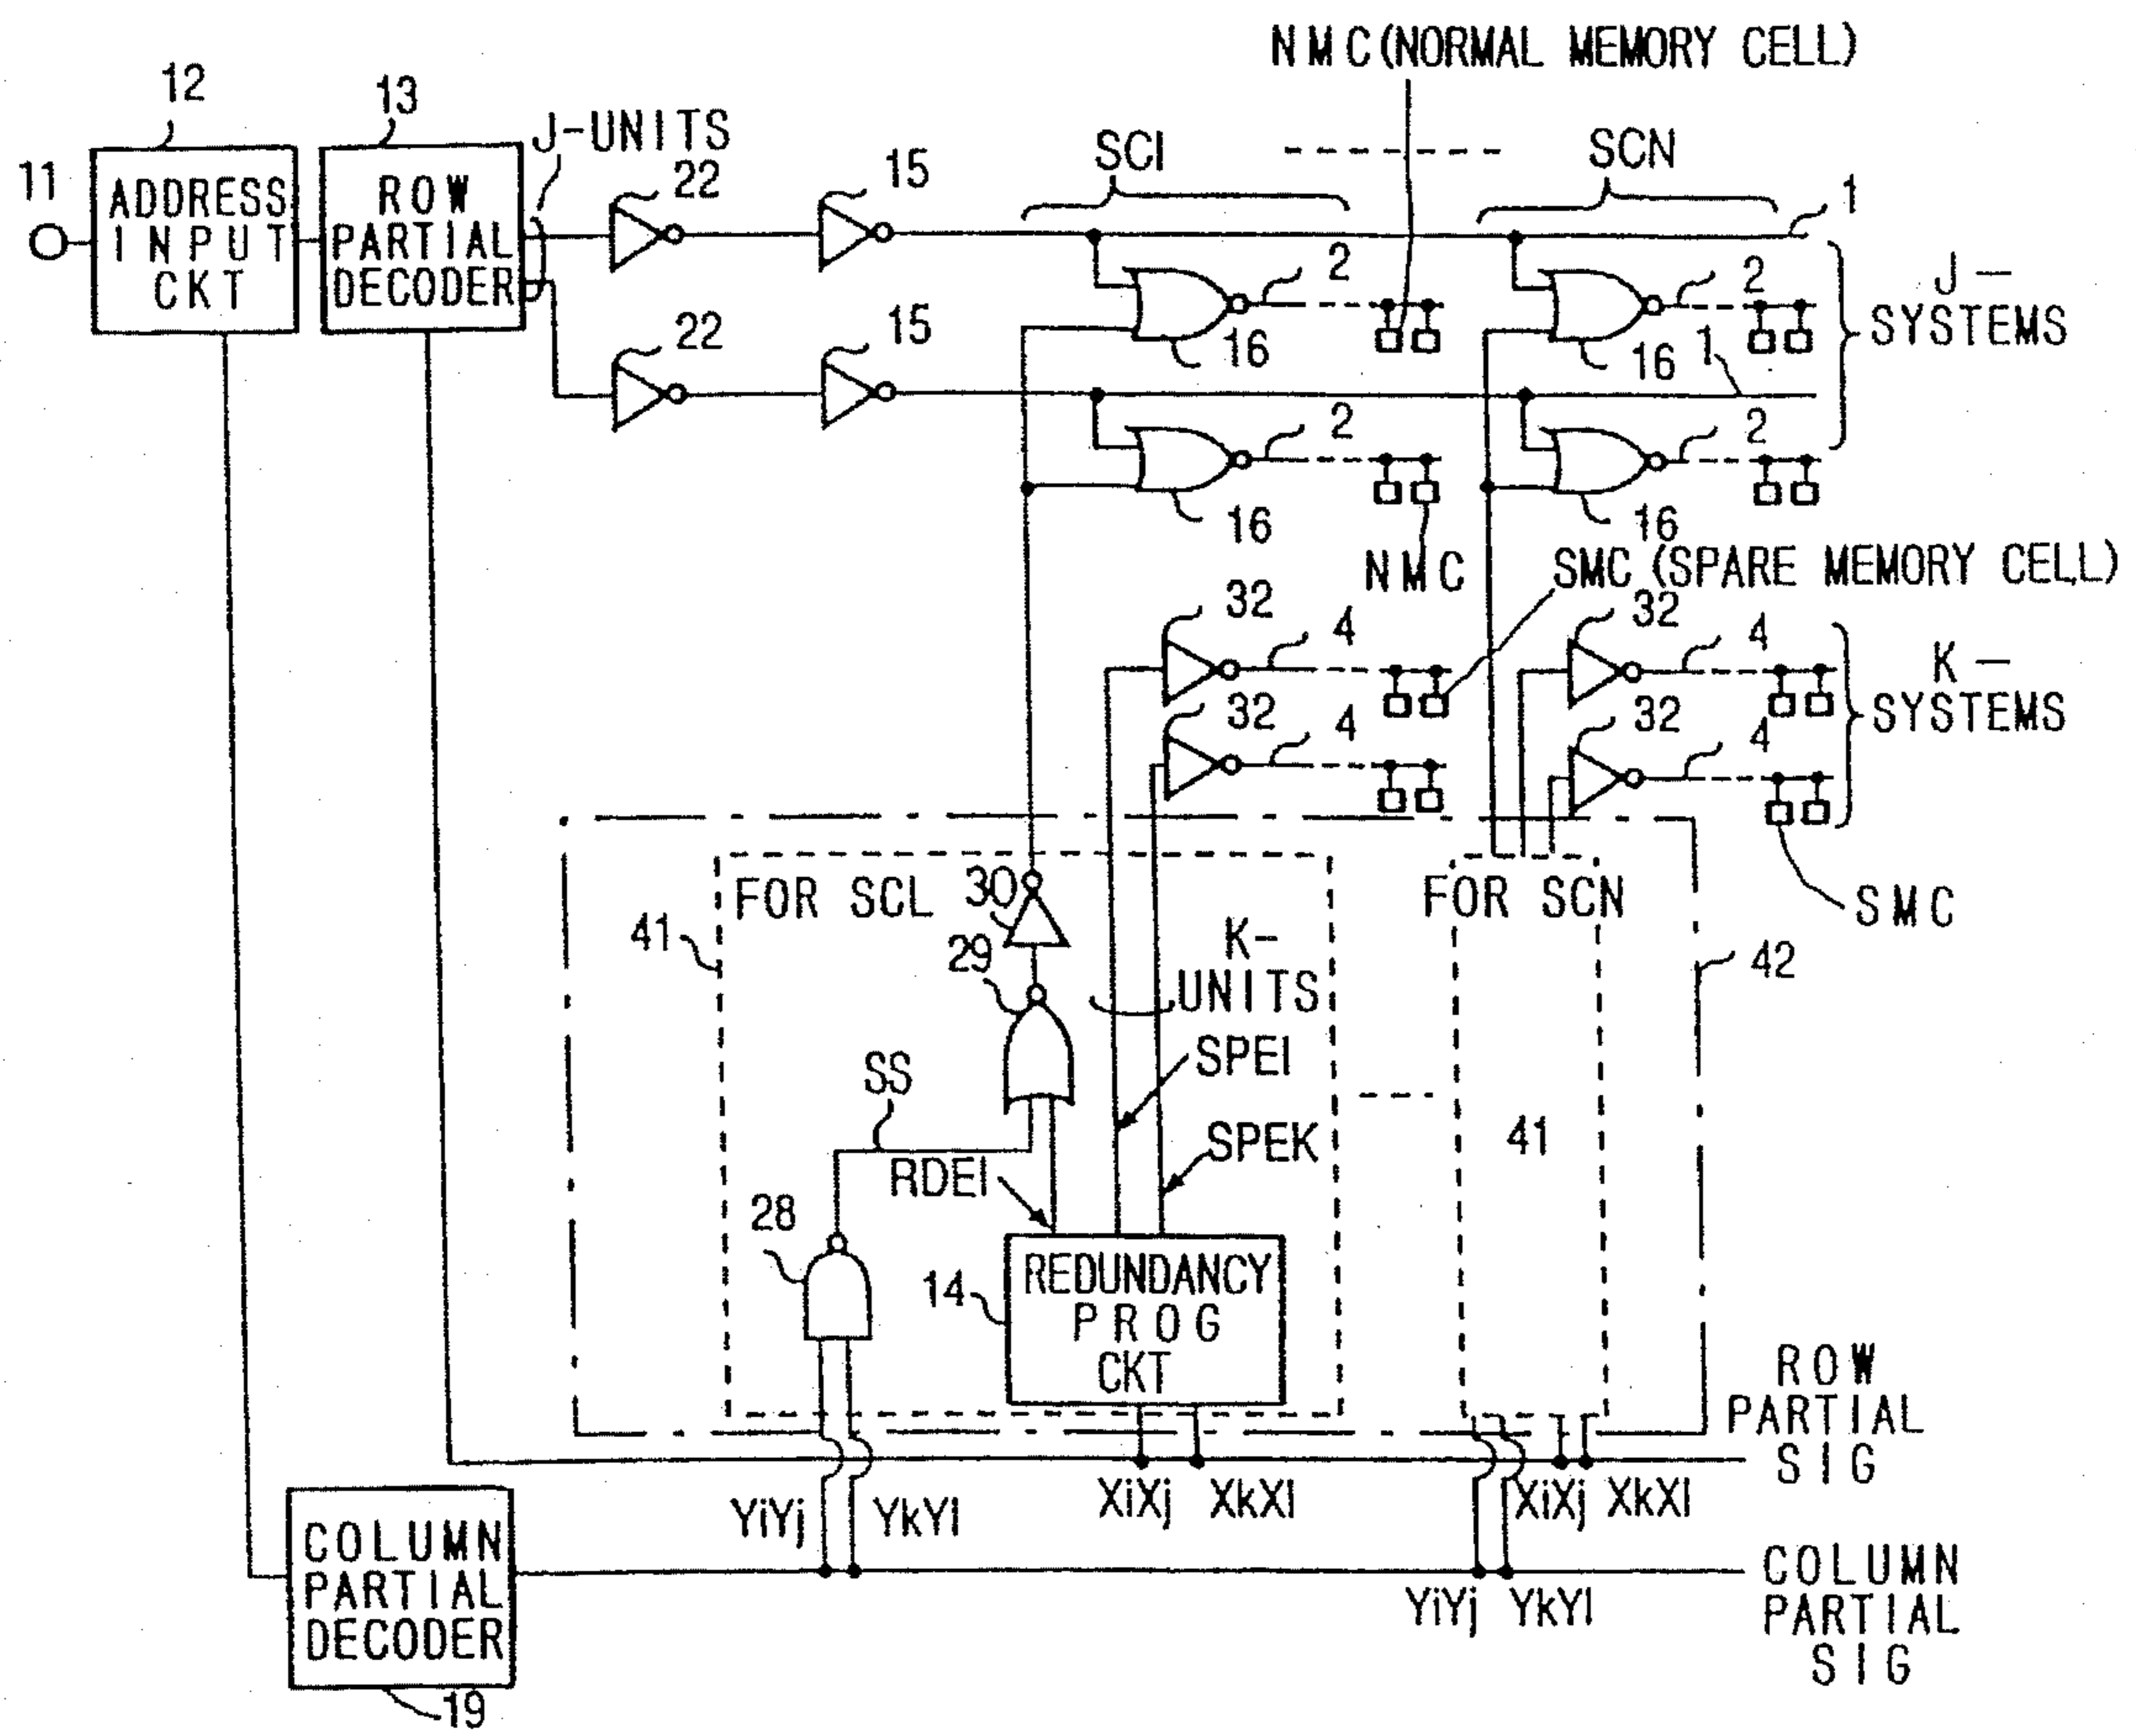 NMC (NORMAL MEMORY CELL)
12
13
J-UNITS
SCI
SCN
11
22
15
1
ADDRESS
INPUT
CKT
ROW
PARTIAL
DECODER
2
2
J-
SYSTEMS
16
16
22
15
1
2
2
16
16
NMC
SMC (SPARE MEMORY CELL)
32
4
32
4
K-
SYSTEMS
32
4
32
4
FOR SCL
30
FOR SCN
SMC
41
29
K-
UNITS
42
SPEI
SS
SPEK
41
RDEI
28
14
REDUNDANCY
PROG
CKT
ROW
PARTIAL
SIG
XiXj
XkXl
XiXj
XkXl
YiYj
YkYl
COLUMN
PARTIAL
DECODER
YiYj
YkYl
COLUMN
PARTIAL
SIG
19